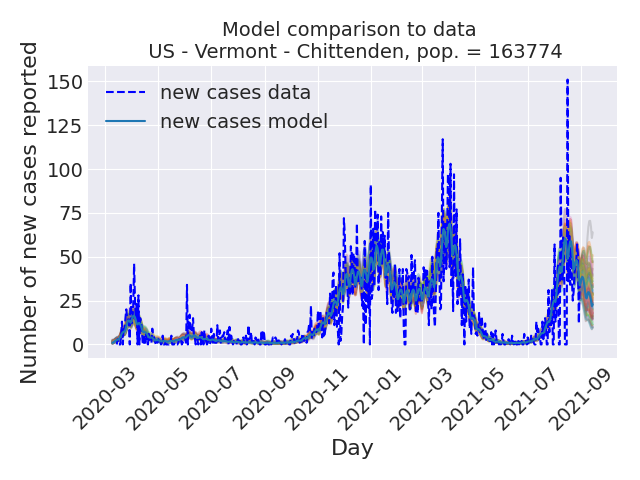 Model comparison to data
US - Vermont - Chittenden, pop. = 163774
Number of new cases reported
150
125
100
75
50
25
0
new cases data
new cases model
2020-03
2020-05
2020-07
2020-09
2020-11
2021-01
2021-03
2021-05
2021-07
2021-09
Day